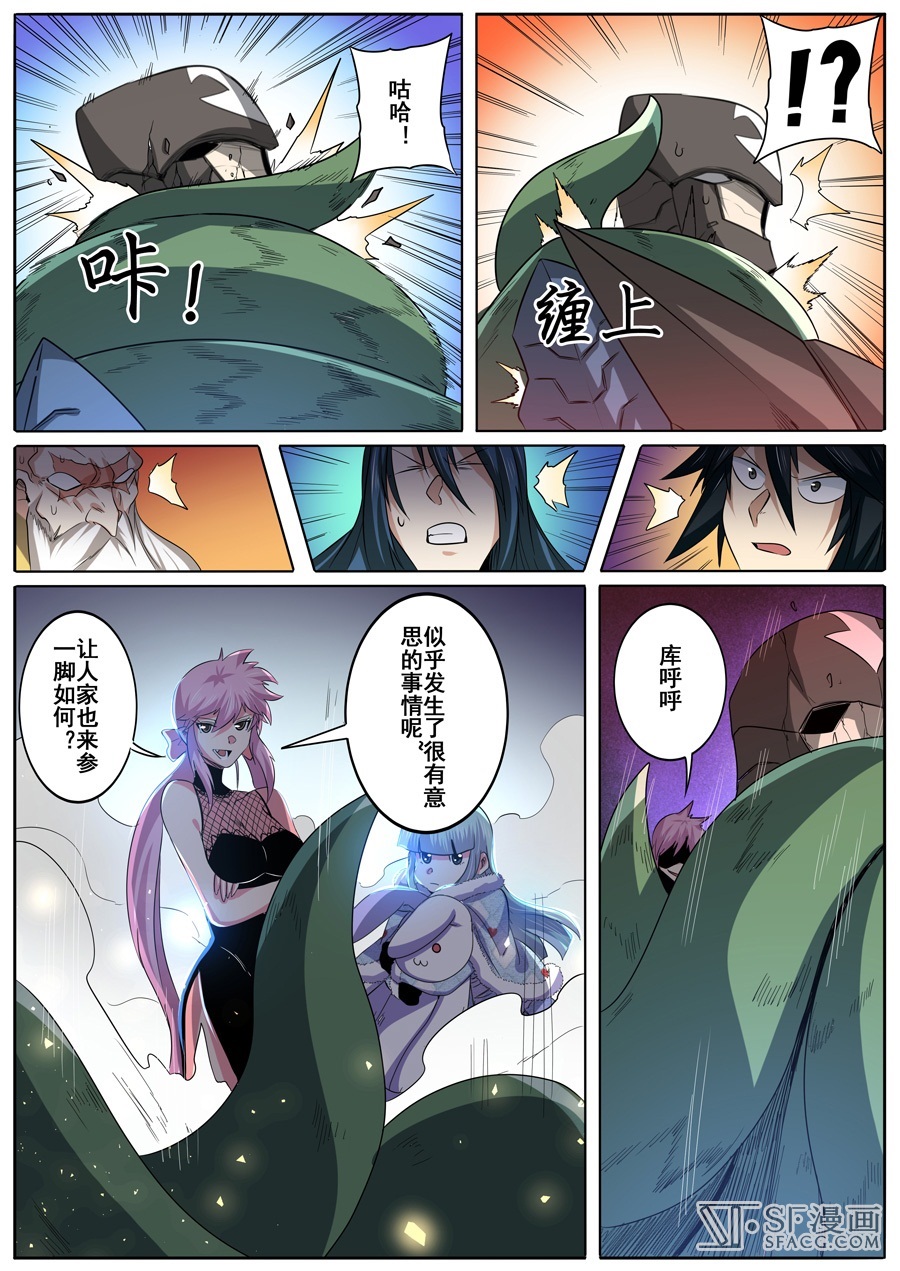 !?
缠上
咕哈！
咔！
库呼呼
似乎发生了很有意
思的事情呢,
让人家也来参
一脚如何?
SF漫画
SFACG.COM